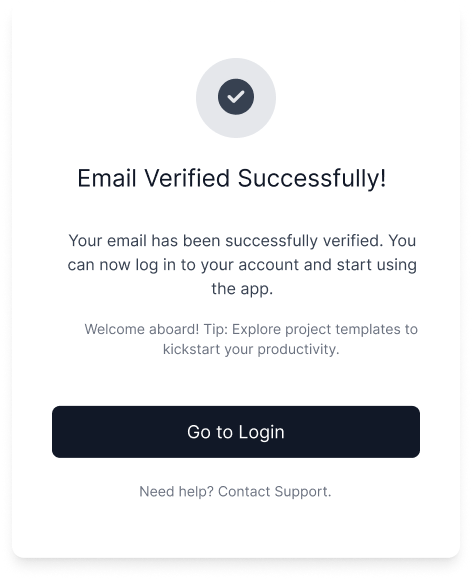 Email Verified Successfully!
Your email has been successfully verified. You
can now log in to your account and start using
the app.
Welcome aboard! Tip: Explore project templates to
kickstart your productivity.
Go to Login
Need help? Contact Support.